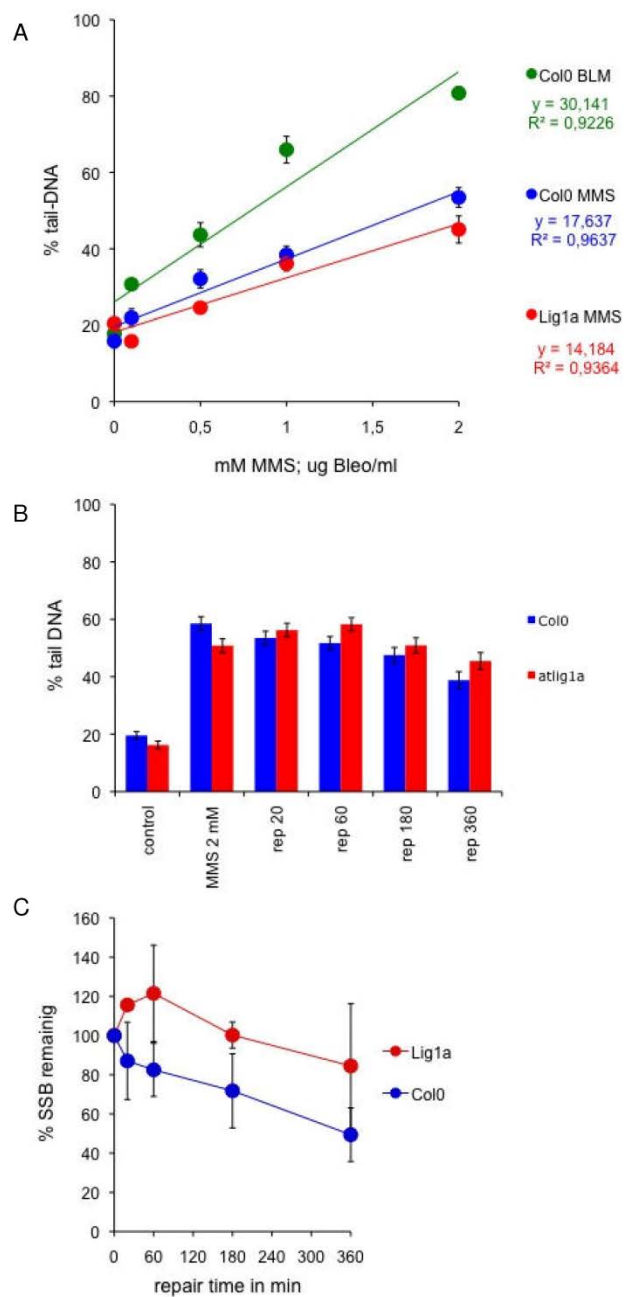 A
100
80
60
40
20
0
% tail-DNA
0
0,5
1
1,5
2
mM MMS; ug Bleo/ml
Col0 BLM
y = 30,141
R² = 0,9226
Col0 MMS
y = 17,637
R² = 0,9637
Lig1a MMS
y = 14,184
R² = 0,9364
B
100
80
60
40
20
0
% tail DNA
control
MMS 2 mM
rep 20
rep 60
rep 180
rep 360
Col0
atlig1a
C
160
140
120
100
80
60
40
20
0
% SSB remainig
0 60 120 180 240 300 360
repair time in min
Lig1a
Col0